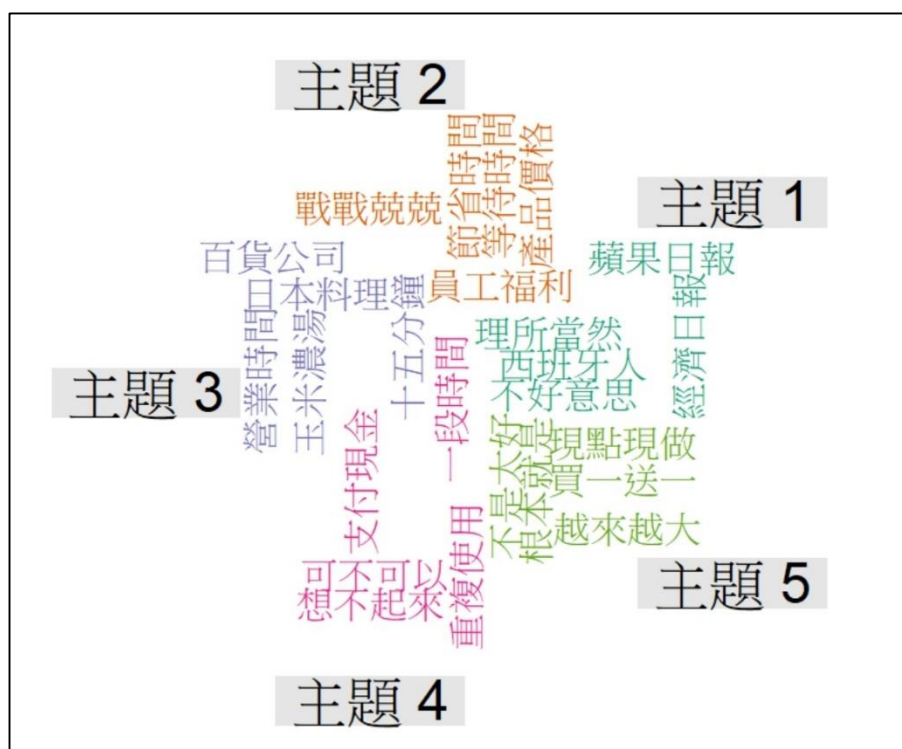 主題 2
節省時間
等待時間
產品價格
戰戰兢兢
員工福利
主題 1
蘋果日報
經濟日報
理所當然
西班牙人
不好意思
百貨公司
日本料理
十五分鐘
營業時間
玉米濃湯
主題 3
一段時間
支付現金
重複使用
可不可以
想不起來
主題 4
不是太好
根本就是
現點現做
買一送一
越來越大
主題 5